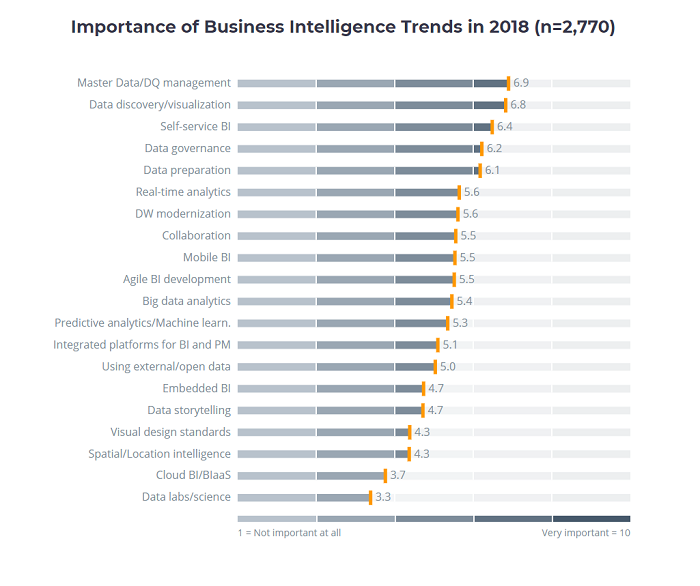 Importance of Business Intelligence Trends in 2018 (n=2,770)
Master Data/DQ management 6.9
Data discovery/visualization 6.8
Self-service BI 6.4
Data governance 6.2
Data preparation 6.1
Real-time analytics 5.6
DW modernization 5.6
Collaboration 5.5
Mobile BI 5.5
Agile BI development 5.5
Big data analytics 5.4
Predictive analytics/Machine learn. 5.3
Integrated platforms for BI and PM 5.1
Using external/open data 5.0
Embedded BI 4.7
Data storytelling 4.7
Visual design standards 4.3
Spatial/Location intelligence 4.3
Cloud BI/BIaaS 3.7
Data labs/science 3.3
1 = Not important at all Very important = 10